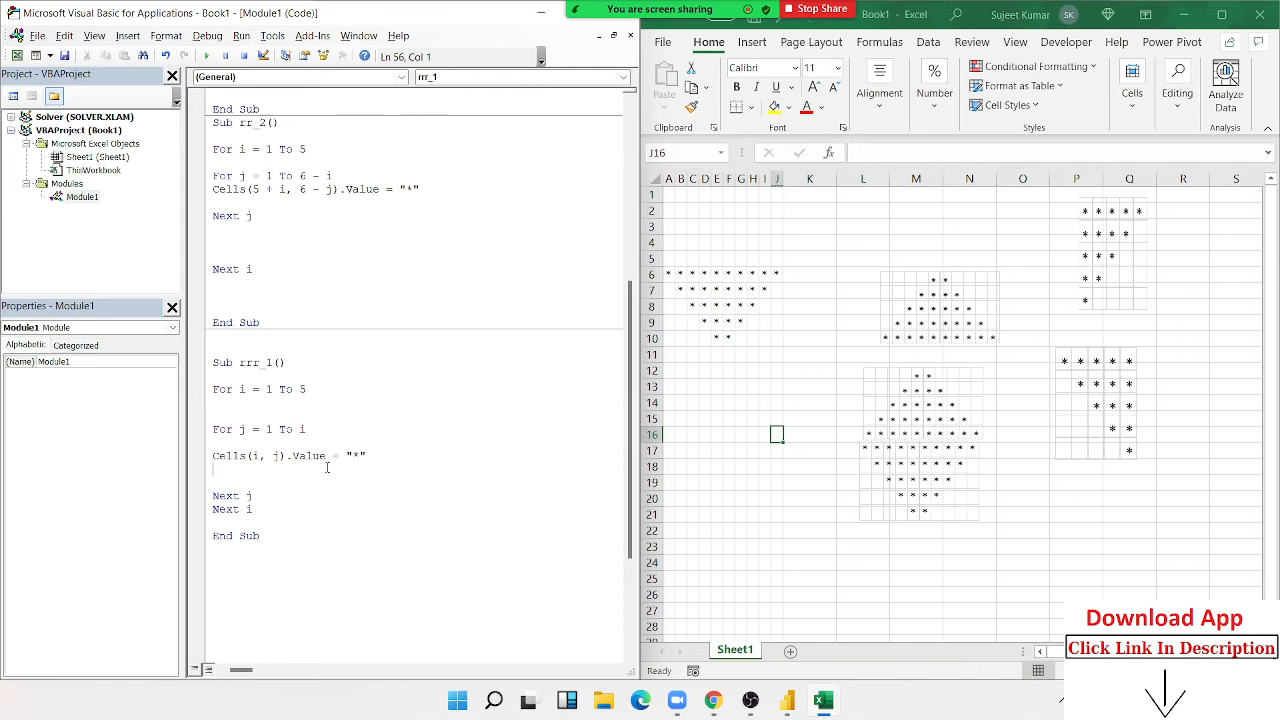 Microsoft Visual Basic for Applications - Book1 - [Module1 (Code)]
You are screen sharing
Stop Share
Book1 - Excel
Sujeet Kumar
SK
File Edit View Insert Format Debug Run Tools Add-Ins Window Help
Ln 56, Col 1
Project - VBAProject
Solver (SOLVER.XLAM)
VBAProject (Book1)
Microsoft Excel Objects
Sheet1 (Sheet1)
ThisWorkbook
Modules
Module1
Properties - Module1
Module1 Module
Alphabetic Categorized
(Name) Module1
(General)
rrr_1
End Sub
Sub rr_2()
For i = 1 To 5
For j = 1 To 6 - i
Cells(5 + i, 6 - j).Value = "*"
Next j
Next i
End Sub
Sub rrr_1()
For i = 1 To 5
For j = 1 To i
Cells(i, j).Value = "*"
Next j
Next i
End Sub
File Home Insert Page Layout Formulas Data Review View Developer Help Power Pivot
Paste
Clipboard
Calibri 11
B I U
Font
Alignment
Number
Conditional Formatting
Format as Table
Cell Styles
Styles
Cells
Editing
Analyze Data
Analysis
J16
fx
A B C D E F G H I J K L M N O P Q R S
1
2 * * * * *
3 * * * *
4
5 * * *
6 * * * * * * * * * * * *
7 * * * * * * * * * * * * *
8 * * * * * * * * * * * *
9 * * * * * * * * * * * *
10 * * * * * * * * * * * *
11 * * * * *
12 * *
13 * * * * * * * *
14 * * * * * * * * *
15 * * * * * * * *
16 * * * * * * * * * * * *
17 * * * * * * * * * * *
18 * * * * * * * *
19 * * * * * *
20 * * * *
21 * *
22
23
24
25
26
27
28
29
Sheet1
Ready
Download App
Click Link In Description